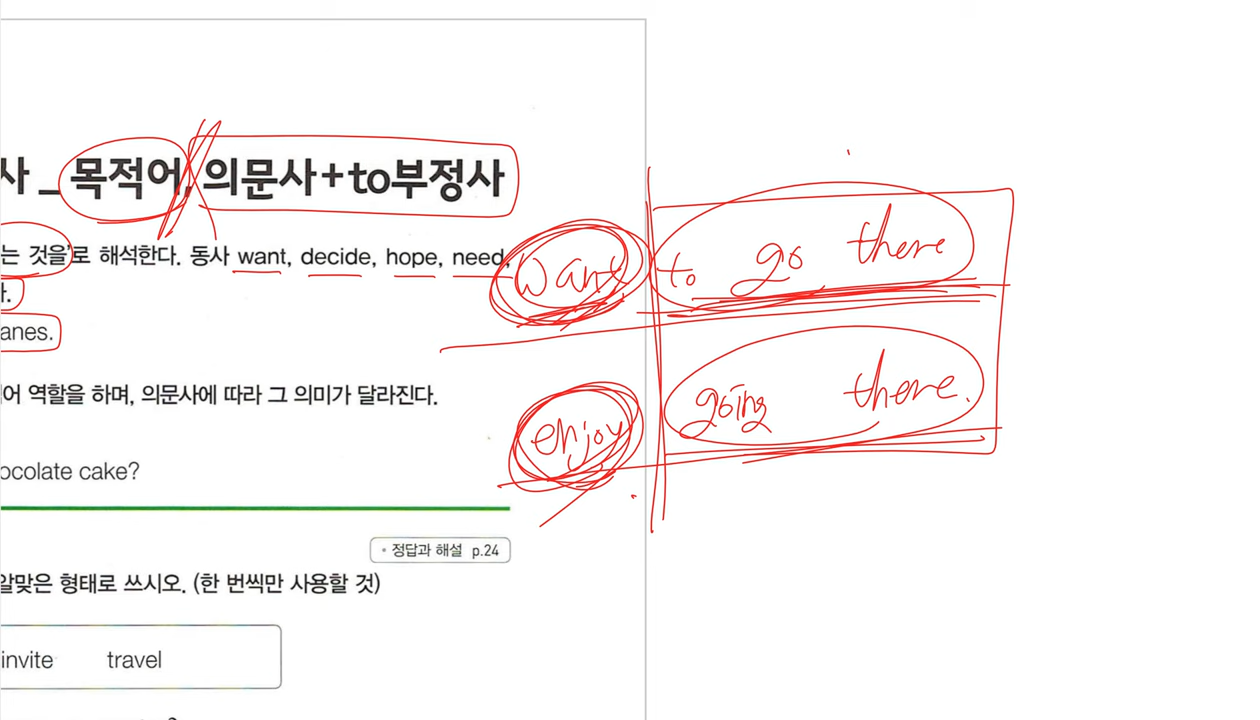 사 _ 목적어, 의문사+to부정사
는 것을'로 해석한다. 동사 want, decide, hope, need,
want to go there
다.
anes.
어 역할을 하며, 의문사에 따라 그 의미가 달라진다.
enjoy going there.
ocolate cake?
• 정답과 해설 p.24
알맞은 형태로 쓰시오. (한 번씩만 사용할 것)
invite travel